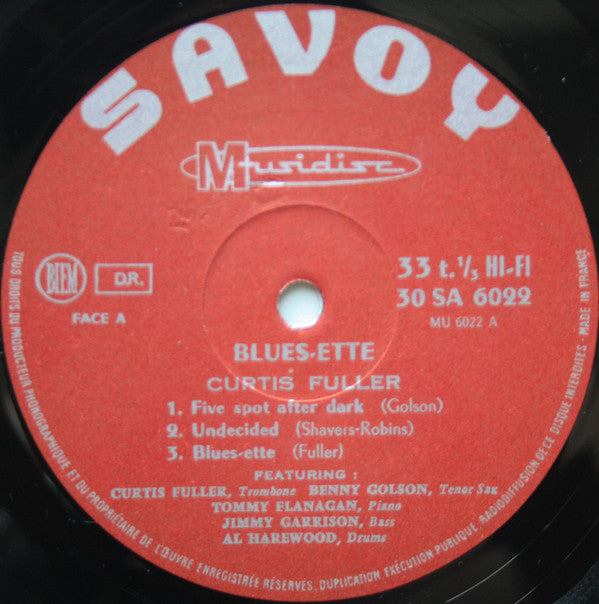 SAVOY
Musidisc
BIEM
D.R.
FACE A
33 t.⅓ HI-FI
30 SA 6022
MU 6022 A
BLUES-ETTE
CURTIS FULLER
1. Five spot after dark (Golson)
2. Undecided (Shavers-Robins)
3. Blues-ette (Fuller)
FEATURING :
CURTIS FULLER, Trombone BENNY GOLSON, Tenor Sax
TOMMY FLANAGAN, Piano
JIMMY GARRISON, Bass
AL HAREWOOD, Drums
TOUS DROITS DU PRODUCTEUR PHONOGRAPHIQUE ET DU PROPRIÉTAIRE DE L'ŒUVRE ENREGISTRÉE RÉSERVÉS. DUPLICATION EXÉCUTION PUBLIQUE, RADIODIFFUSION DE CE DISQUE INTERDITES - MADE IN FRANCE